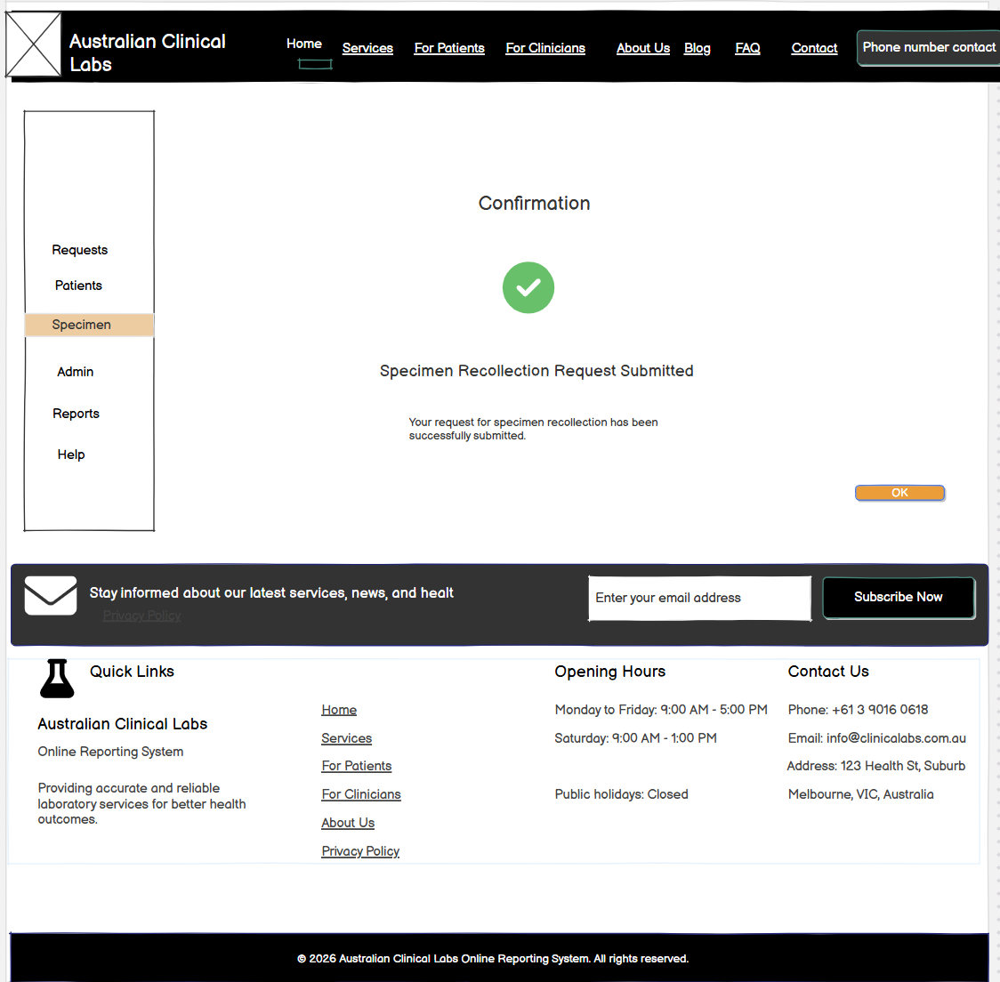 Australian Clinical
Labs
Home
Services
For Patients
For Clinicians
About Us
Blog
FAQ
Contact
Phone number contact
Requests
Patients
Specimen
Admin
Reports
Help
Confirmation
Specimen Recollection Request Submitted
Your request for specimen recollection has been
successfully submitted.
OK
Stay informed about our latest services, news, and healt
Privacy Policy
Enter your email address
Subscribe Now
Quick Links
Australian Clinical Labs
Online Reporting System
Providing accurate and reliable
laboratory services for better health
outcomes.
Home
Services
For Patients
For Clinicians
About Us
Privacy Policy
Opening Hours
Monday to Friday: 9:00 AM - 5:00 PM
Saturday: 9:00 AM - 1:00 PM
Public holidays: Closed
Contact Us
Phone: +61 3 9016 0618
Email: info@clinicalabs.com.au
Address: 123 Health St, Suburb
Melbourne, VIC, Australia
© 2026 Australian Clinical Labs Online Reporting System. All rights reserved.